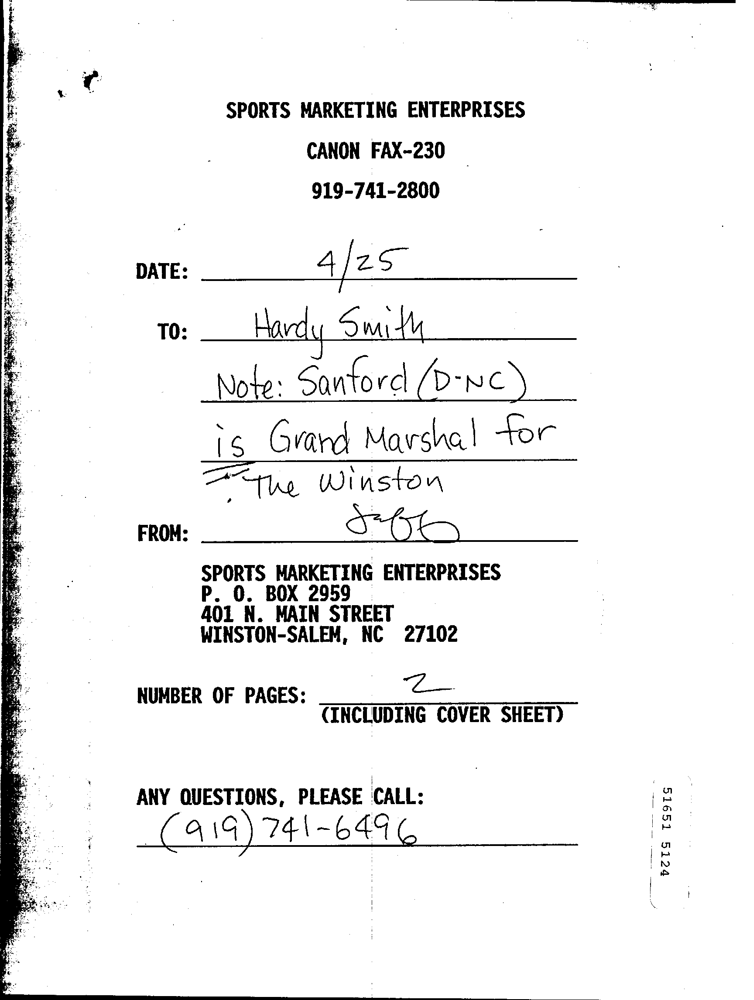 SPORTS MARKETING ENTERPRISES
CANON FAX-230
919-741-2800
DATE: 4/25
TO: Hardy Smith
Note: Sanford (D-NC)
is Grand Marshal for
The Winston
FROM:
SPORTS MARKETING ENTERPRISES
P. O. BOX 2959
401 N. MAIN STREET
WINSTON-SALEM, NC 27102
NUMBER OF PAGES: 2
(INCLUDING COVER SHEET)
ANY QUESTIONS, PLEASE CALL:
(919) 741-6496
51651 5124